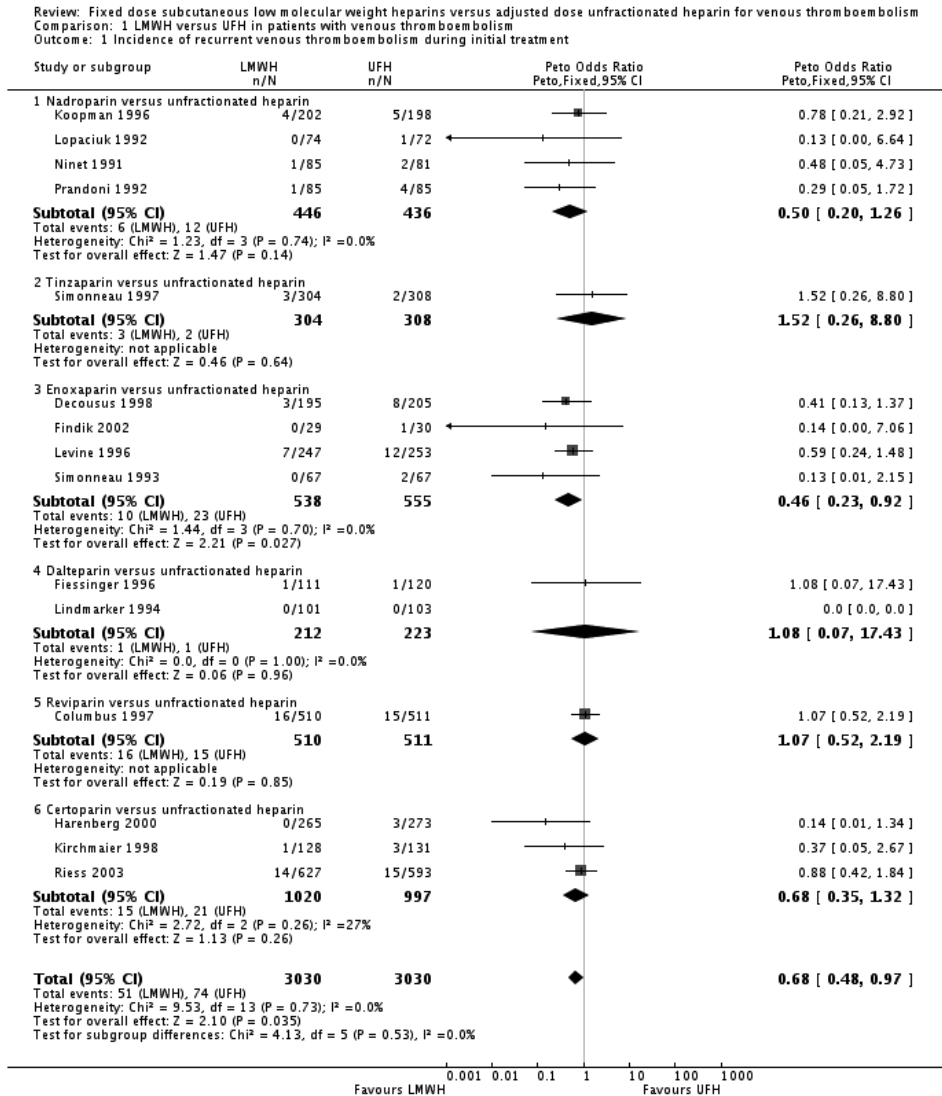 Review: Fixed dose subcutaneous low molecular weight heparins versus adjusted dose unfractionated heparin for venous thromboembolism
Comparison: 1 LMWH versus UFH in patients with venous thromboembolism
Outcome: 1 Incidence of recurrent venous thromboembolism during initial treatment
Study or subgroup LMWH UFH Peto Odds Ratio Peto Odds Ratio
n/N n/N Peto,Fixed,95% CI Peto,Fixed,95% CI
1 Nadroparin versus unfractionated heparin
Koopman 1996 4/202 5/198 0.78 [ 0.21, 2.92 ]
Lopaciuk 1992 0/74 1/72 0.13 [ 0.00, 6.64 ]
Ninet 1991 1/85 2/81 0.48 [ 0.05, 4.73 ]
Prandoni 1992 1/85 4/85 0.29 [ 0.05, 1.72 ]
Subtotal (95% CI) 446 436 0.50 [ 0.20, 1.26 ]
Total events: 6 (LMWH), 12 (UFH)
Heterogeneity: Chi² = 1.23, df = 3 (P = 0.74); I² =0.0%
Test for overall effect: Z = 1.47 (P = 0.14)
2 Tinzaparin versus unfractionated heparin
Simonneau 1997 3/304 2/308 1.52 [ 0.26, 8.80 ]
Subtotal (95% CI) 304 308 1.52 [ 0.26, 8.80 ]
Total events: 3 (LMWH), 2 (UFH)
Heterogeneity: not applicable
Test for overall effect: Z = 0.46 (P = 0.64)
3 Enoxaparin versus unfractionated heparin
Decousus 1998 3/195 8/205 0.41 [ 0.13, 1.37 ]
Findik 2002 0/29 1/30 0.14 [ 0.00, 7.06 ]
Levine 1996 7/247 12/253 0.59 [ 0.24, 1.48 ]
Simonneau 1993 0/67 2/67 0.13 [ 0.01, 2.15 ]
Subtotal (95% CI) 538 555 0.46 [ 0.23, 0.92 ]
Total events: 10 (LMWH), 23 (UFH)
Heterogeneity: Chi² = 1.44, df = 3 (P = 0.70); I² =0.0%
Test for overall effect: Z = 2.21 (P = 0.027)
4 Dalteparin versus unfractionated heparin
Fiessinger 1996 1/111 1/120 1.08 [ 0.07, 17.43 ]
Lindmarker 1994 0/101 0/103 0.0 [ 0.0, 0.0 ]
Subtotal (95% CI) 212 223 1.08 [ 0.07, 17.43 ]
Total events: 1 (LMWH), 1 (UFH)
Heterogeneity: Chi² = 0.0, df = 0 (P = 1.00); I² =0.0%
Test for overall effect: Z = 0.06 (P = 0.96)
5 Reviparin versus unfractionated heparin
Columbus 1997 16/510 15/511 1.07 [ 0.52, 2.19 ]
Subtotal (95% CI) 510 511 1.07 [ 0.52, 2.19 ]
Total events: 16 (LMWH), 15 (UFH)
Heterogeneity: not applicable
Test for overall effect: Z = 0.19 (P = 0.85)
6 Certoparin versus unfractionated heparin
Harenberg 2000 0/265 3/273 0.14 [ 0.01, 1.34 ]
Kirchmaier 1998 1/128 3/131 0.37 [ 0.05, 2.67 ]
Riess 2003 14/627 15/593 0.88 [ 0.42, 1.84 ]
Subtotal (95% CI) 1020 997 0.68 [ 0.35, 1.32 ]
Total events: 15 (LMWH), 21 (UFH)
Heterogeneity: Chi² = 2.72, df = 2 (P = 0.26); I² =27%
Test for overall effect: Z = 1.13 (P = 0.26)
Total (95% CI) 3030 3030 0.68 [ 0.48, 0.97 ]
Total events: 51 (LMWH), 74 (UFH)
Heterogeneity: Chi² = 9.53, df = 13 (P = 0.73); I² =0.0%
Test for overall effect: Z = 2.10 (P = 0.035)
Test for subgroup differences: Chi² = 4.13, df = 5 (P = 0.53), I² =0.0%
0.001 0.01 0.1 1 10 100 1000
Favours LMWH Favours UFH